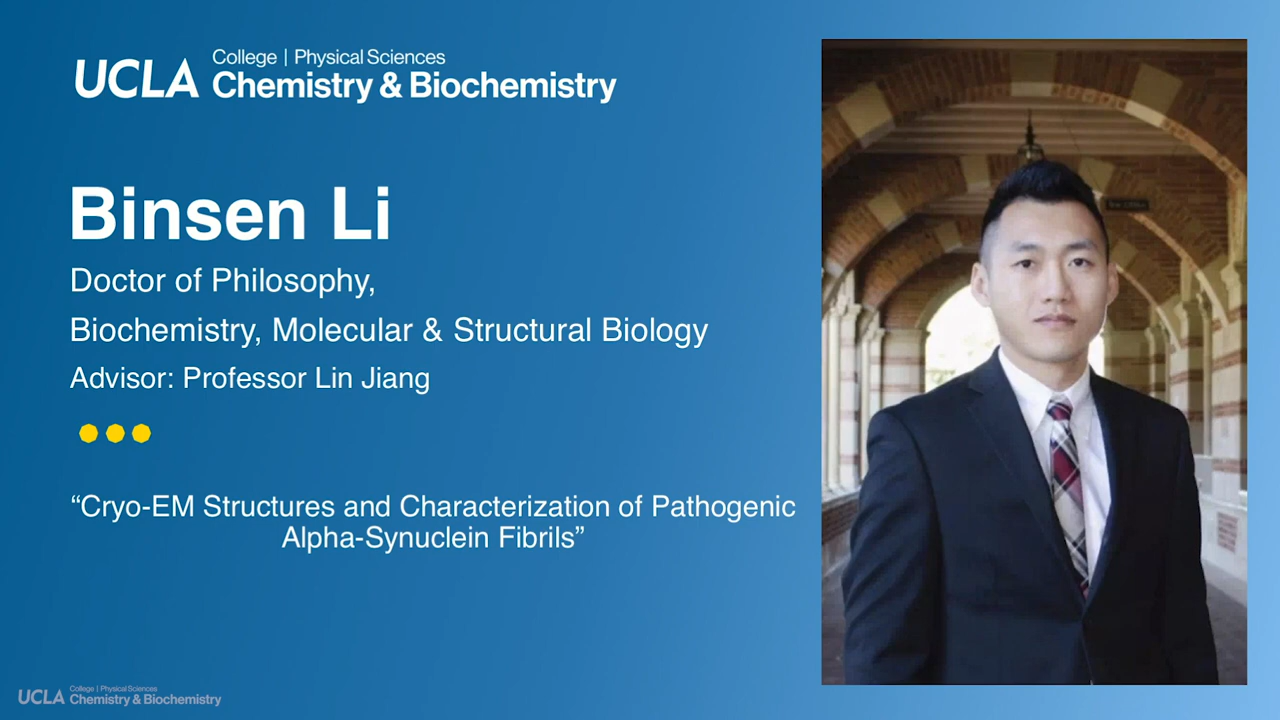 UCLA
College | Physical Sciences
Chemistry & Biochemistry
Binsen Li
Doctor of Philosophy,
Biochemistry, Molecular & Structural Biology
Advisor: Professor Lin Jiang
“Cryo-EM Structures and Characterization of Pathogenic
Alpha-Synuclein Fibrils”
UCLA
College | Physical Sciences
Chemistry & Biochemistry